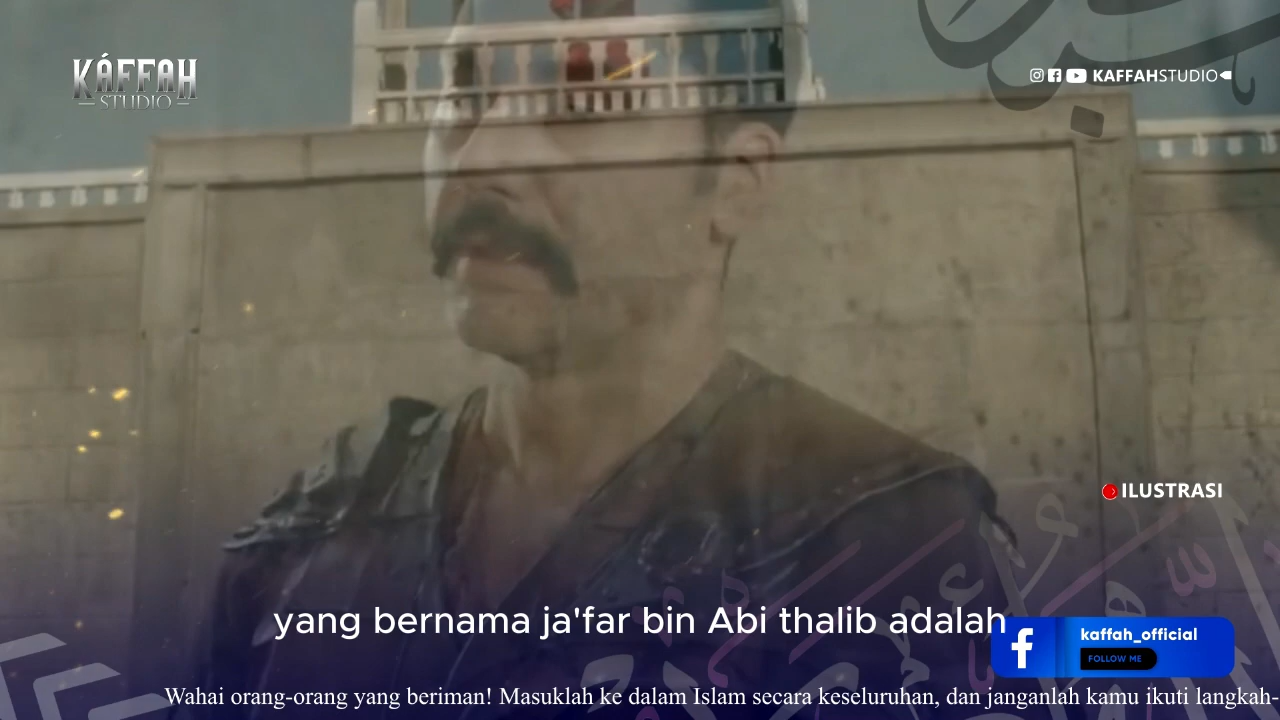 KÁFFAH
STUDIO
KAFFAHSTUDIO
ILUSTRASI
yang bernama ja'far bin Abi thalib adalah
kaffah_official
FOLLOW ME
Wahai orang-orang yang beriman! Masuklah ke dalam Islam secara keseluruhan, dan janganlah kamu ikuti langkah-